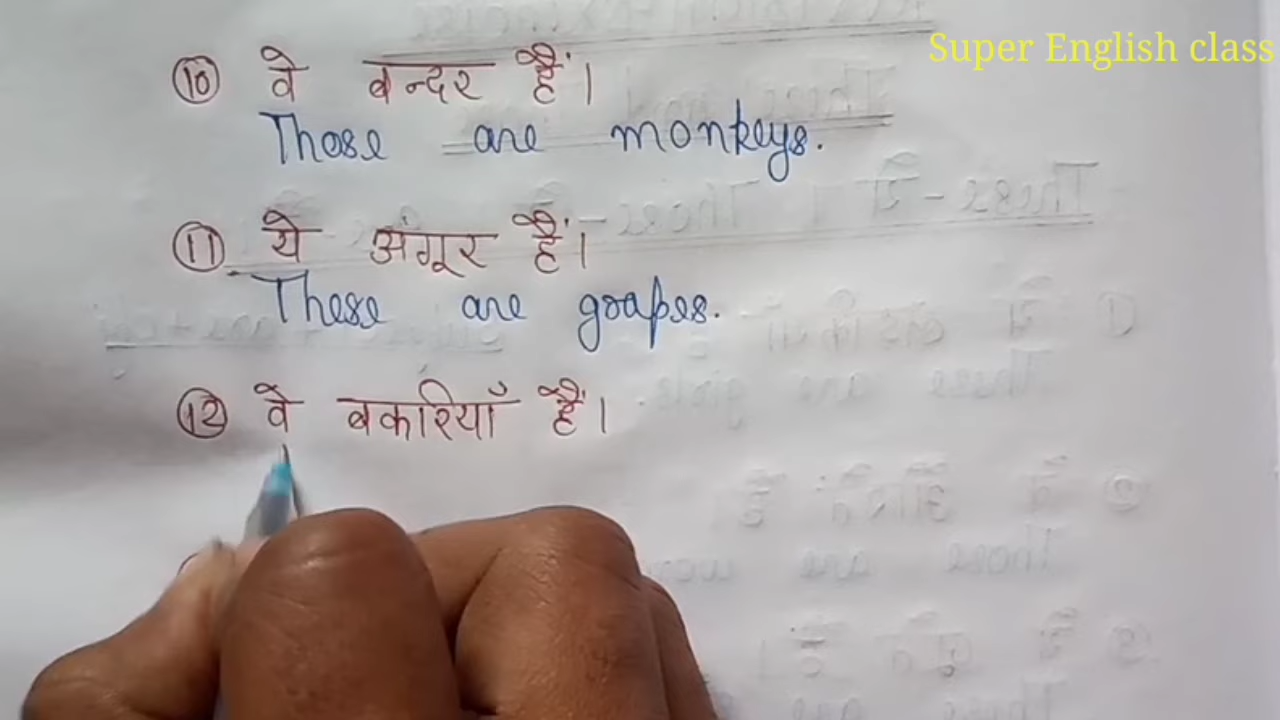 Super English class
10 वे बन्दर हैं।
Those are monkeys.
11 ये अंगूर हैं।
These are grapes.
12 वे बकरियाँ हैं।